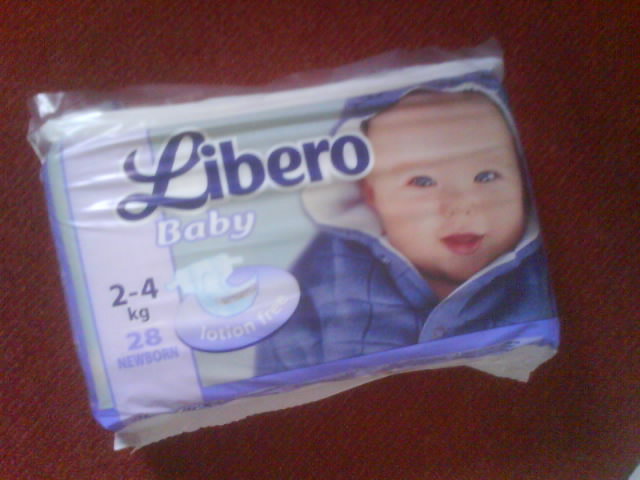 Libero
Baby
2-4
kg
lotion free
28
NEWBORN